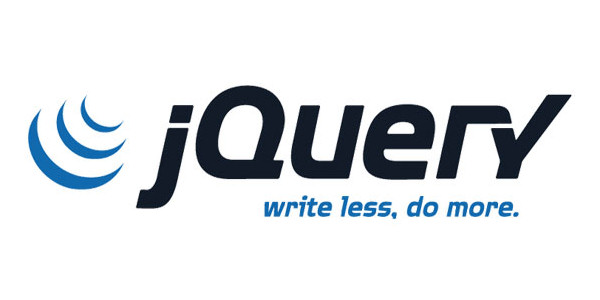 jQuery
write less, do more.